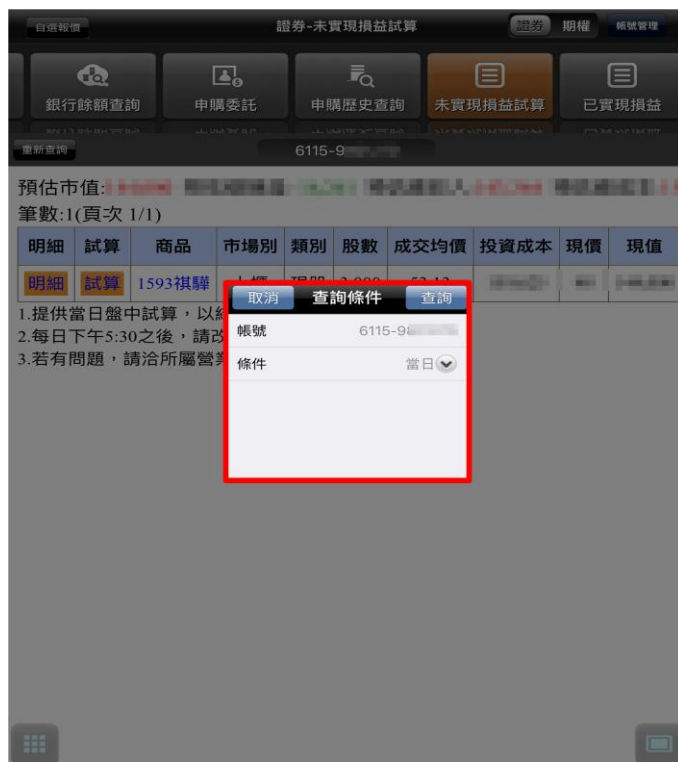 自選報價 證券-未實現損益試算 證券 期權 帳號管理
銀行餘額查詢 申購委託 申購歷史查詢 未實現損益試算 已實現損益
重新查詢 6115-9
預估市值:
筆數:1(頁次 1/1)
明細 試算 商品 市場別 類別 股數 成交均價 投資成本 現價 現值
明細 試算 1593祺驊
取消 查詢條件 查詢
1.提供當日盤中試算,以
2.每日下午5:30之後,請改
3.若有問題,請洽所屬營業
帳號 6115-98
條件 當日